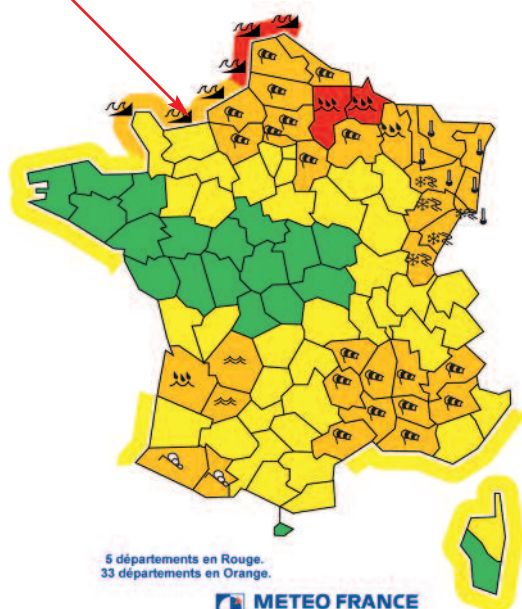 5 départements en Rouge.
33 départements en Orange.
METEO FRANCE